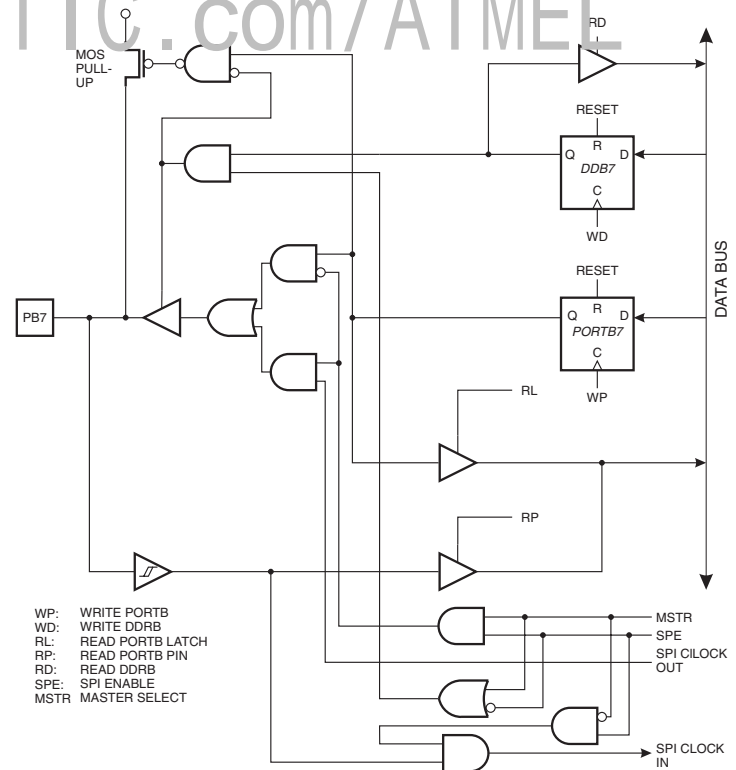 TIC.com/ATMEL
RD
MOS
PULL-
UP
RESET
R
Q
D
DDB7
C
WD
RESET
R
Q
D
PORTB7
C
WP
DATA BUS
PB7
RL
RP
WP: WRITE PORTB
WD: WRITE DDRB
RL: READ PORTB LATCH
RP: READ PORTB PIN
RD: READ DDRB
SPE: SPI ENABLE
MSTR MASTER SELECT
MSTR
SPE
SPI ClLOCK
OUT
SPI CLOCK
IN